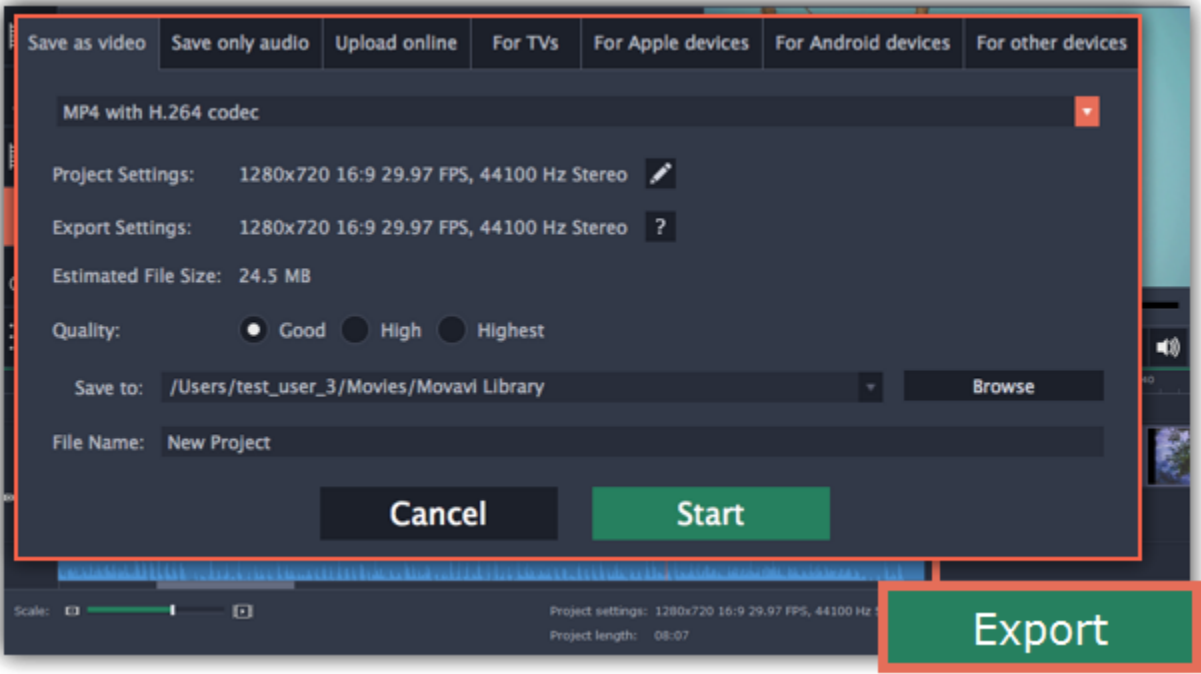 Save as video Save only audio Upload online For TVs For Apple devices For Android devices For other devices
MP4 with H.264 codec
Project Settings: 1280x720 16:9 29.97 FPS, 44100 Hz Stereo
Export Settings: 1280x720 16:9 29.97 FPS, 44100 Hz Stereo ?
Estimated File Size: 24.5 MB
Quality: Good High Highest
Save to: /Users/test_user_3/Movies/Movavi Library Browse
File Name: New Project
Cancel Start
Scale: Project settings: 1280x720 16:9 29.97 FPS, 44100 Hz
Project length: 08:07
Export